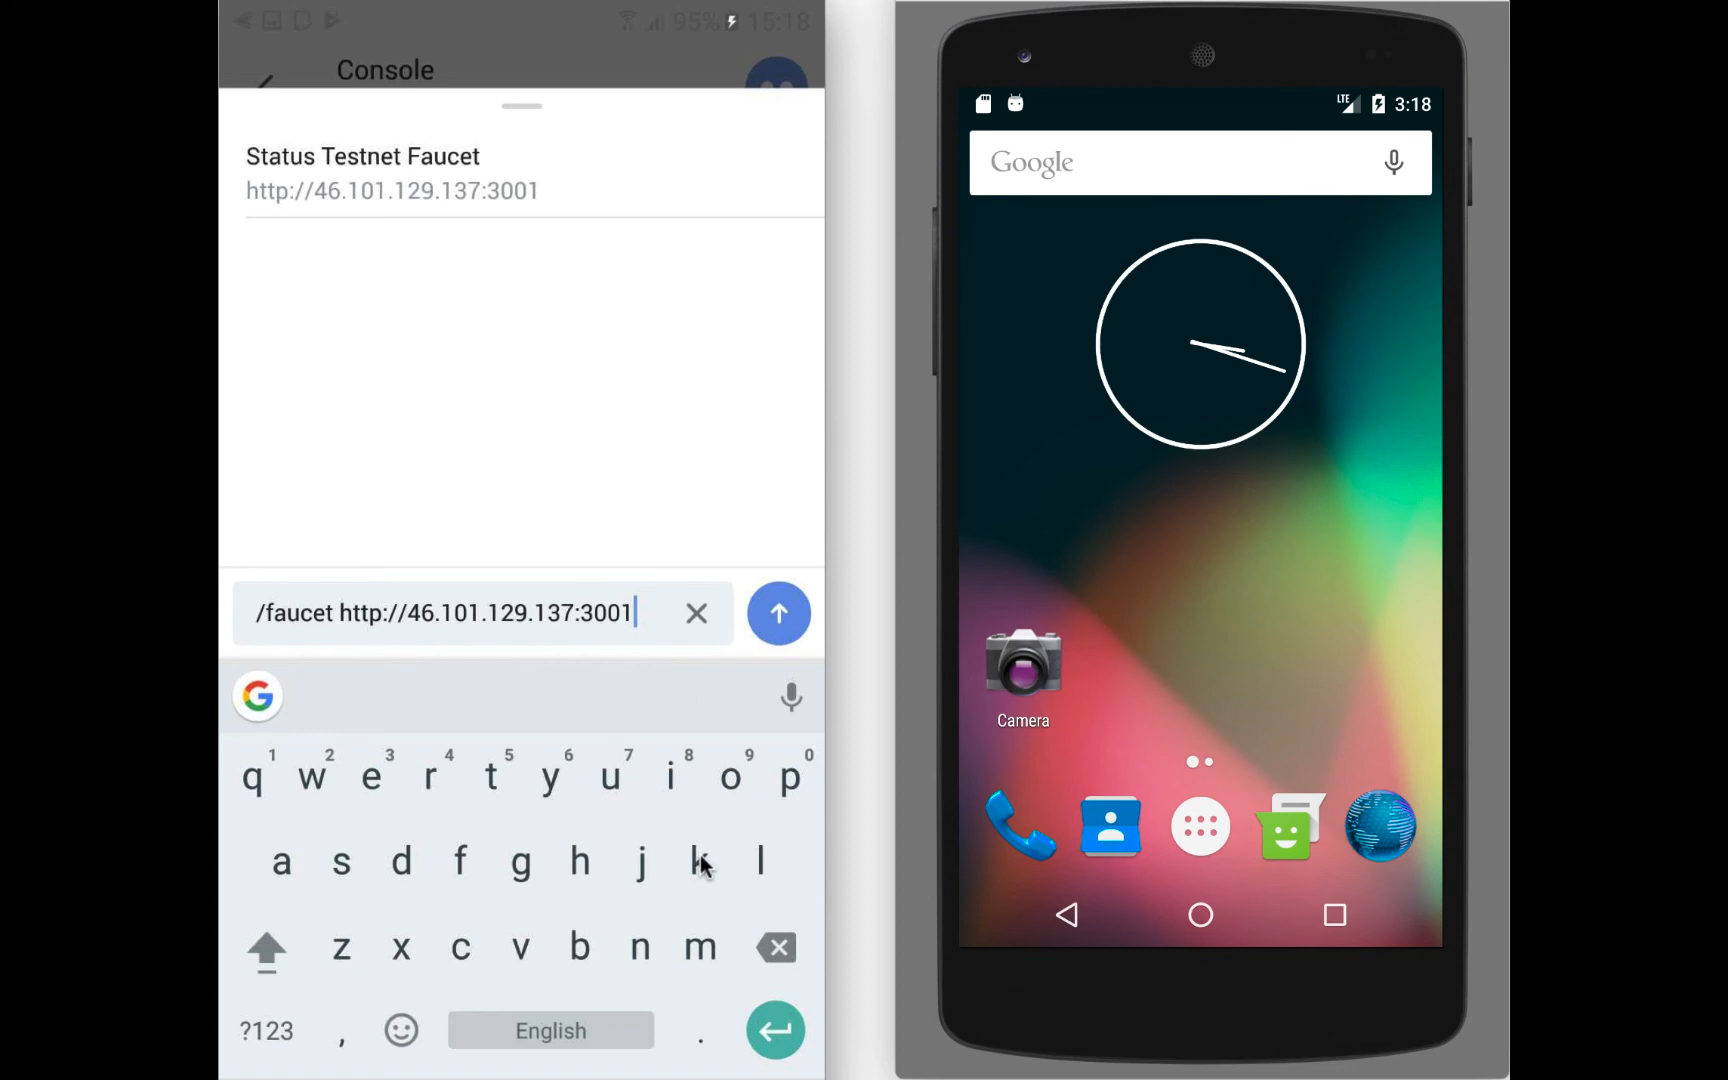 95% 15:18
Console
Status Testnet Faucet
http://46.101.129.137:3001
/faucet http://46.101.129.137:3001
G
1 2 3 4 5 6 7 8 9 0
q w e r t y u i o p
a s d f g h j k l
z x c v b n m
?123 , English .
LTE 3:18
Google
Camera